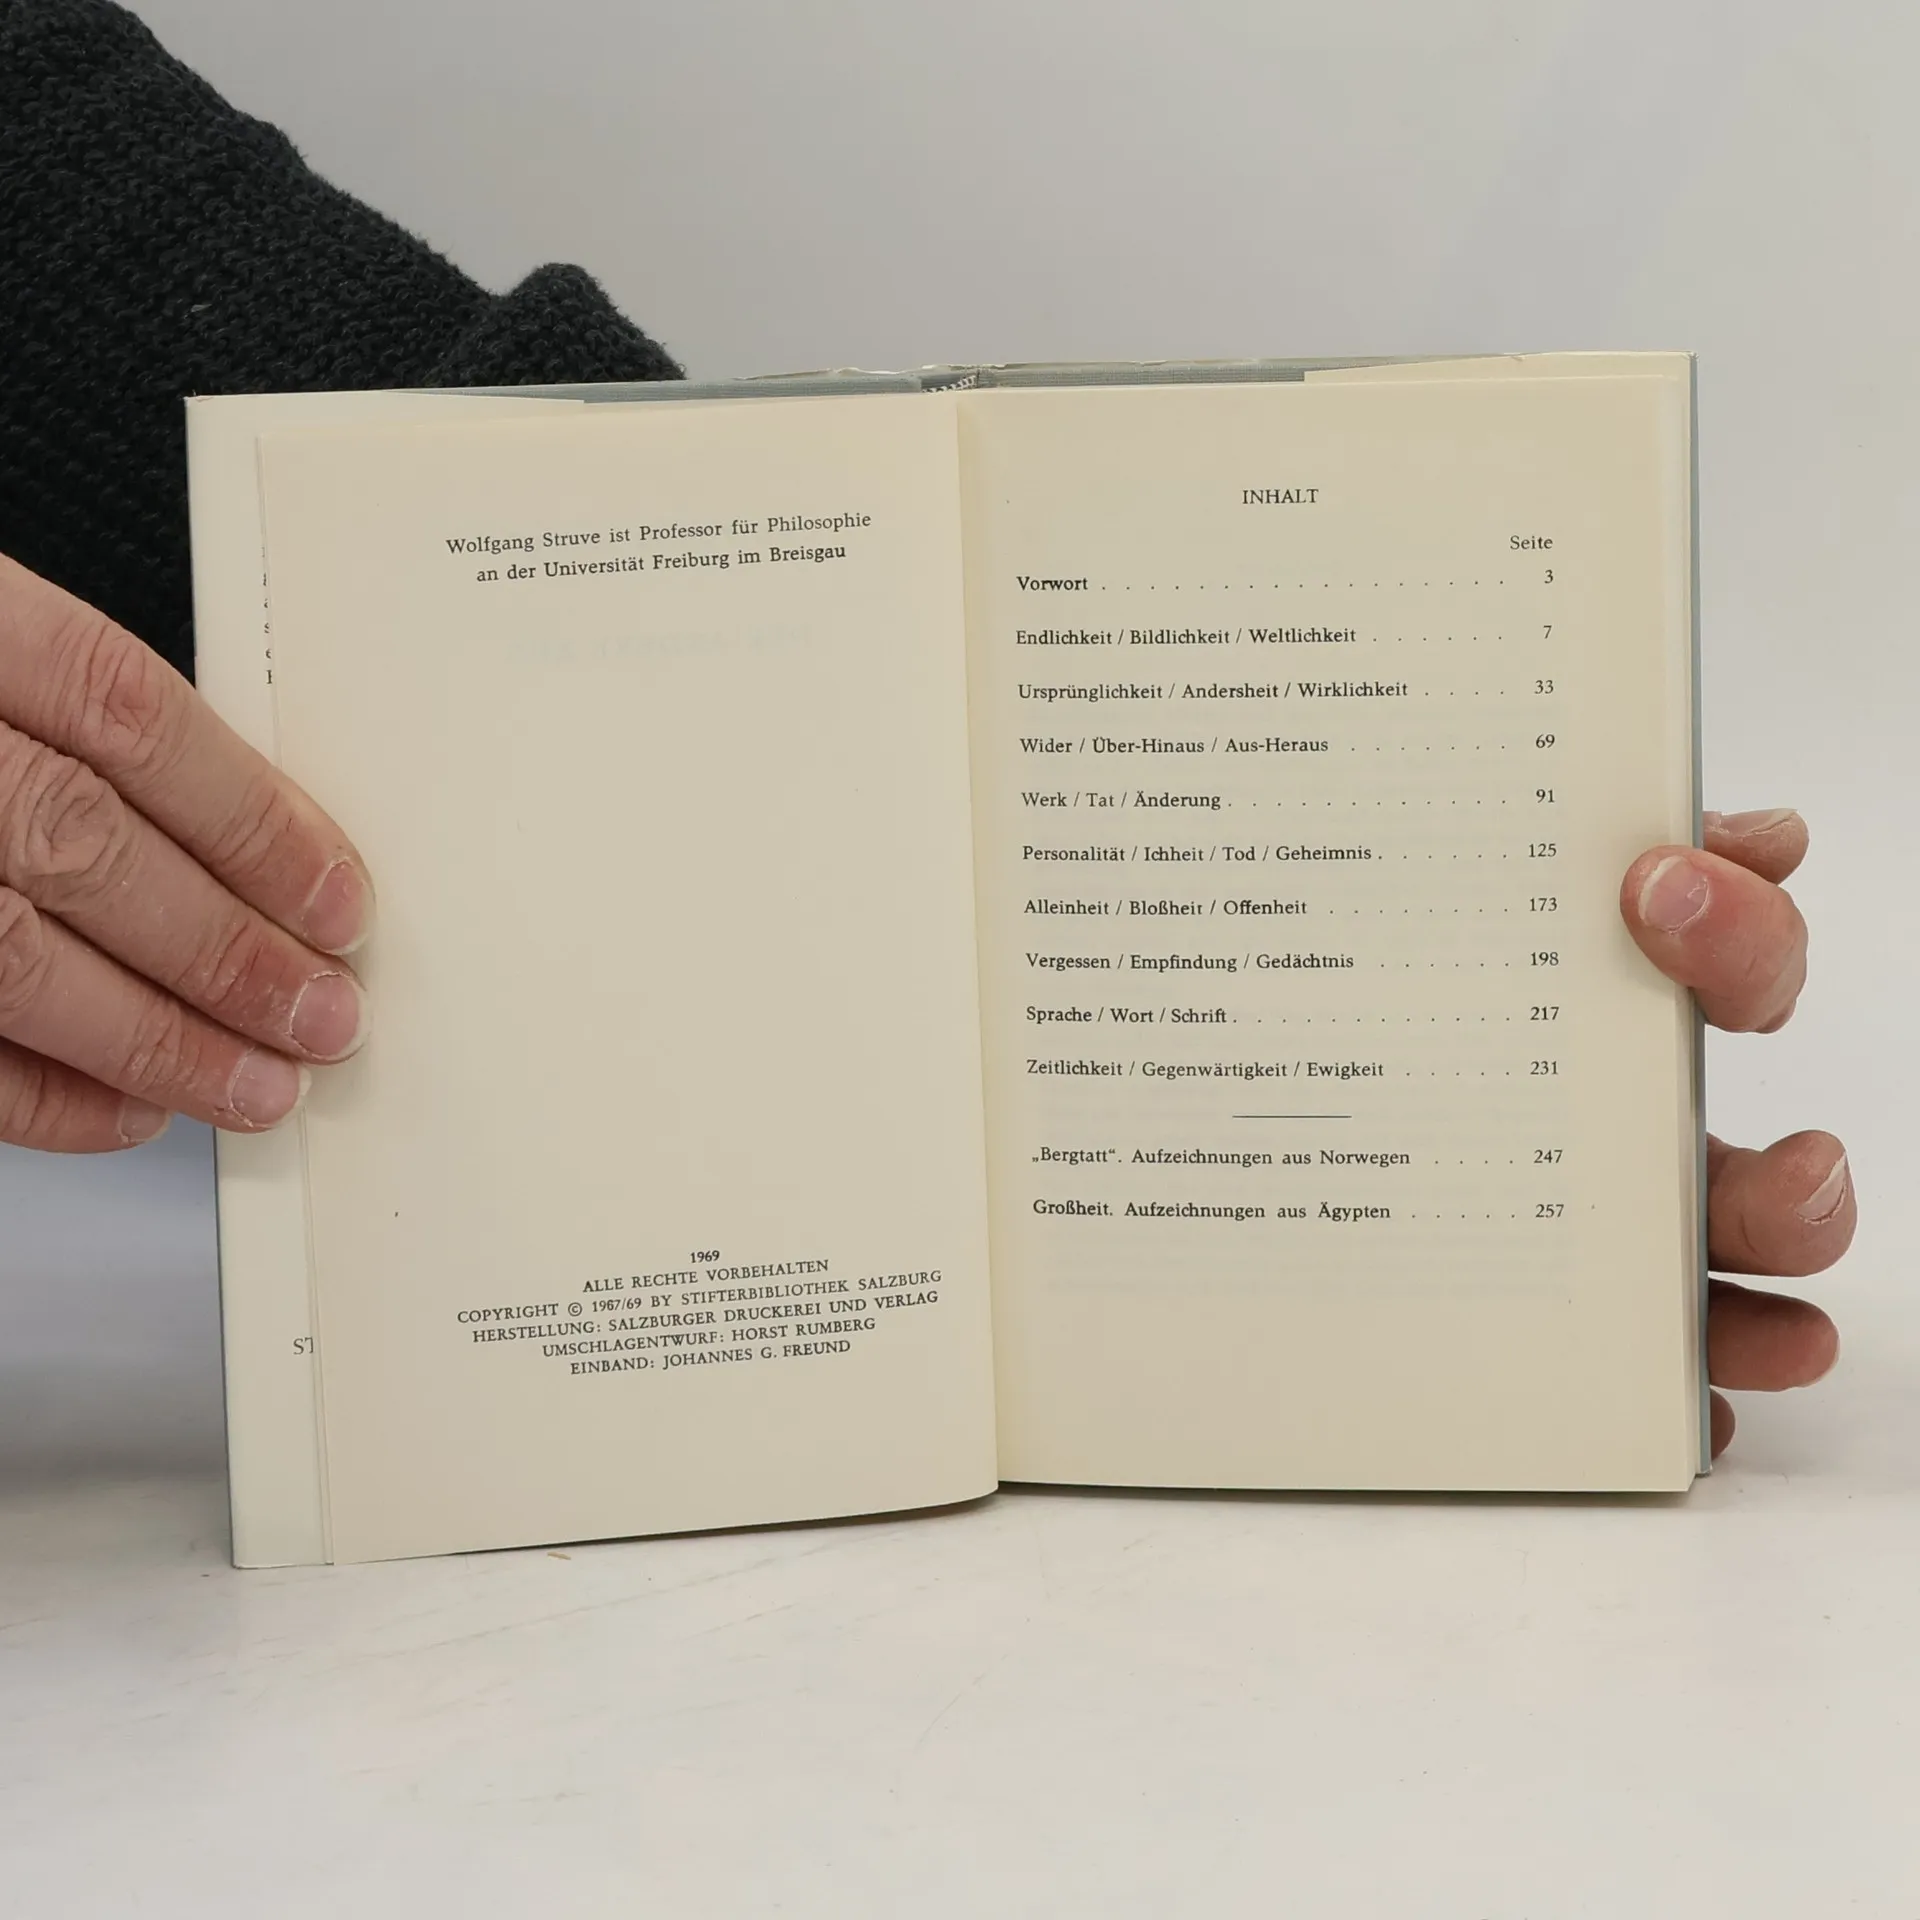 Wolfgang Struve ist Professor für Philosophie
an der Universität Freiburg im Breisgau
1969
ALLE RECHTE VORBEHALTEN
COPYRIGHT © 1967/69 BY STIFTERBIBLIOTHEK SALZBURG
HERSTELLUNG: SALZBURGER DRUCKEREI UND VERLAG
UMSCHLAGENTWURF: HORST RUMBERG
EINBAND: JOHANNES G. FREUND
INHALT
Seite
Vorwort . . . . . . . . . . . . . . . . . 3
Endlichkeit / Bildlichkeit / Weltlichkeit . . . . . . 7
Ursprünglichkeit / Andersheit / Wirklichkeit . . . . 33
Wider / Über-Hinaus / Aus-Heraus . . . . . . . 69
Werk / Tat / Änderung . . . . . . . . . . . . 91
Personalität / Ichheit / Tod / Geheimnis . . . . . . 125
Alleinheit / Bloßheit / Offenheit . . . . . . . . 173
Vergessen / Empfindung / Gedächtnis . . . . . . 198
Sprache / Wort / Schrift . . . . . . . . . . . . 217
Zeitlichkeit / Gegenwärtigkeit / Ewigkeit . . . . . 231
„Bergtatt“. Aufzeichnungen aus Norwegen . . . . 247
Großheit. Aufzeichnungen aus Ägypten . . . . . 257